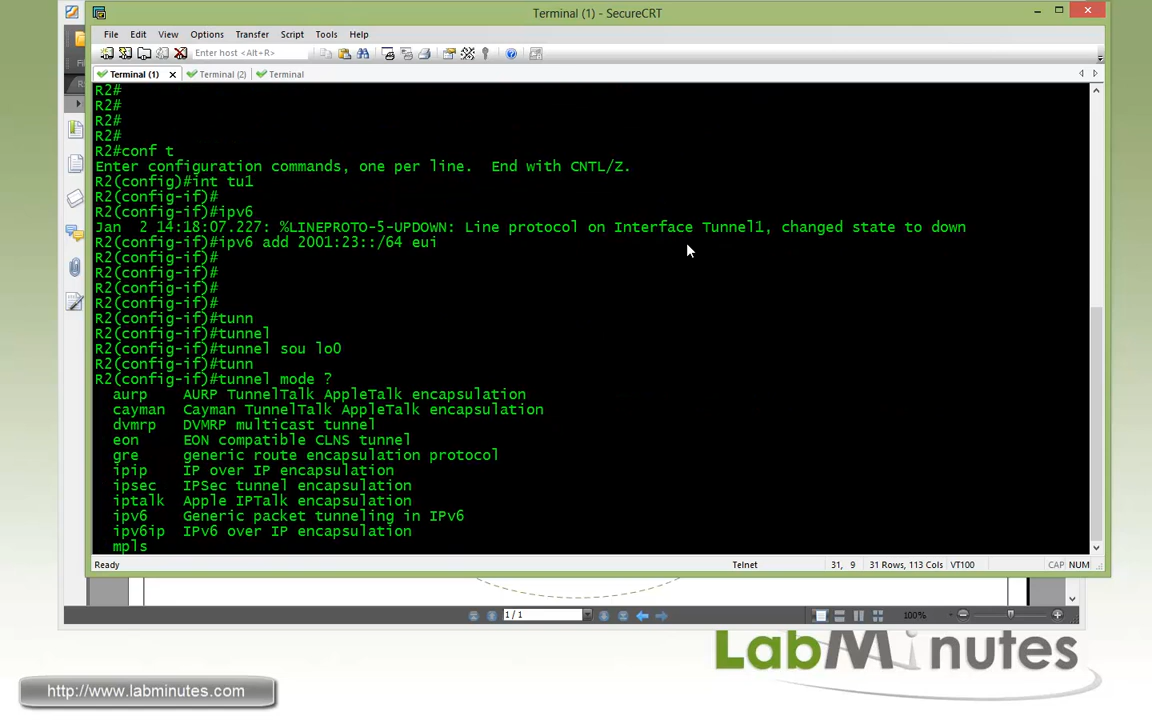 Terminal (1) - SecureCRT
File Edit View Options Transfer Script Tools Help
Enter host <Alt+R>
Terminal (1) Terminal (2) Terminal
R2#
R2#
R2#
R2#
R2#conf t
Enter configuration commands, one per line.  End with CNTL/Z.
R2(config)#int tu1
R2(config-if)#
R2(config-if)#ipv6
Jan  2 14:18:07.227: %LINEPROTO-5-UPDOWN: Line protocol on Interface Tunnel1, changed state to down
R2(config-if)#ipv6 add 2001:23::/64 eui
R2(config-if)#
R2(config-if)#
R2(config-if)#
R2(config-if)#
R2(config-if)#tunn
R2(config-if)#tunnel
R2(config-if)#tunnel sou lo0
R2(config-if)#tunn
R2(config-if)#tunnel mode ?
aurp    AURP TunnelTalk AppleTalk encapsulation
cayman  Cayman TunnelTalk AppleTalk encapsulation
dvmrp   DVMRP multicast tunnel
eon     EON compatible CLNS tunnel
gre     generic route encapsulation protocol
ipip    IP over IP encapsulation
ipsec   IPSec tunnel encapsulation
iptalk  Apple IPTalk encapsulation
ipv6    Generic packet tunneling in IPv6
ipv6ip  IPv6 over IP encapsulation
mpls
Ready Telnet 31, 9 31 Rows, 113 Cols VT100 CAP NUM
1 / 1 100%
LabMinutes
http://www.labminutes.com